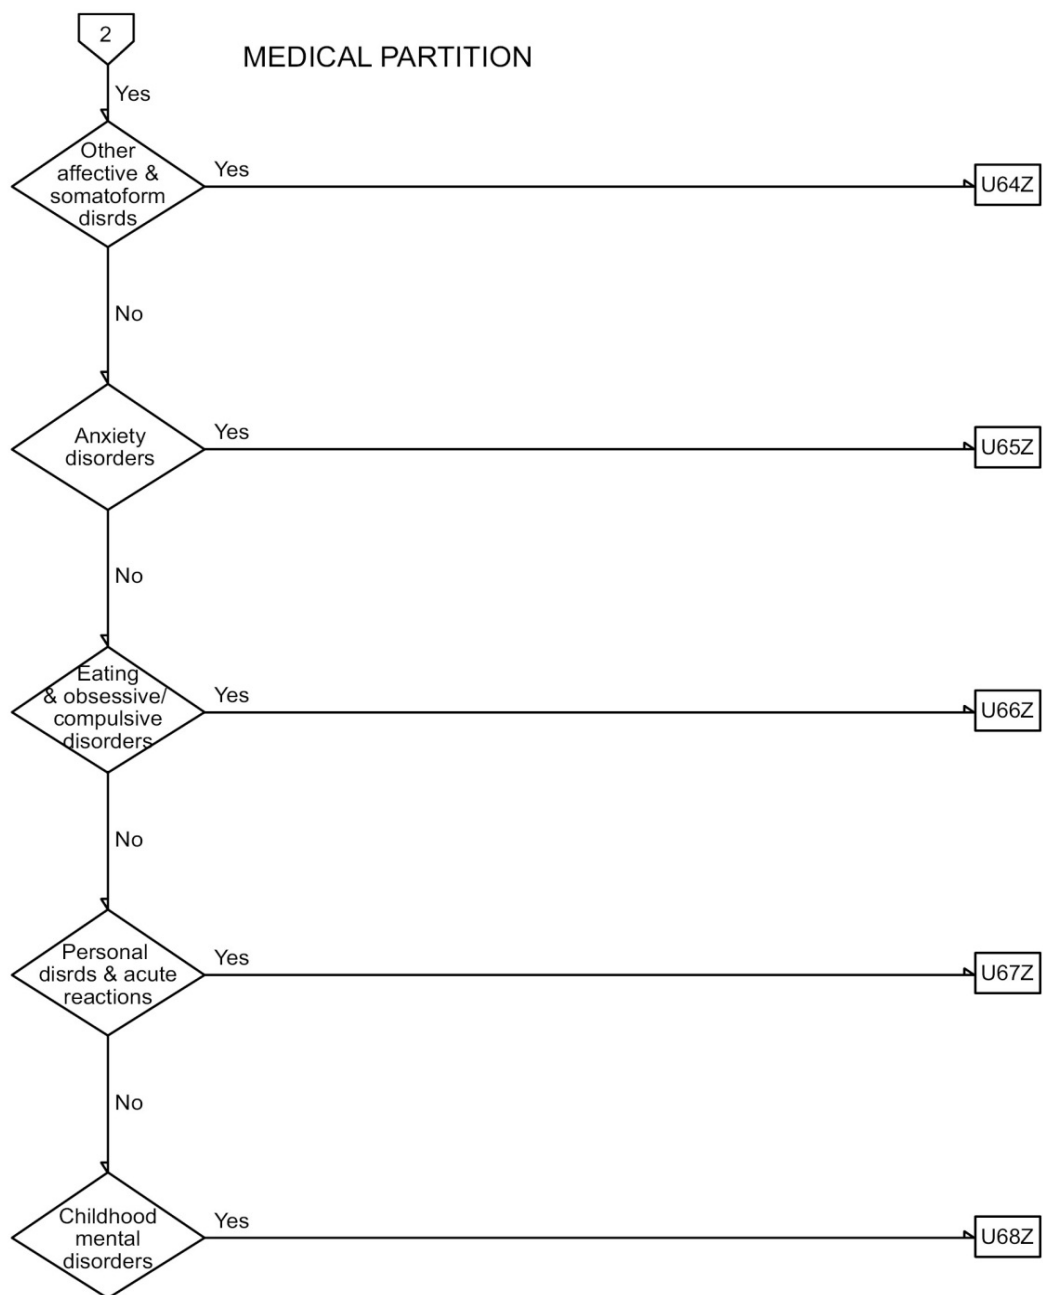 2
MEDICAL PARTITION
Yes
Other
affective &
somatoform
disrds
Yes
U64Z
No
Anxiety
disorders
Yes
U65Z
No
Eating
& obsessive/
compulsive
disorders
Yes
U66Z
No
Personal
disrds & acute
reactions
Yes
U67Z
No
Childhood
mental
disorders
Yes
U68Z